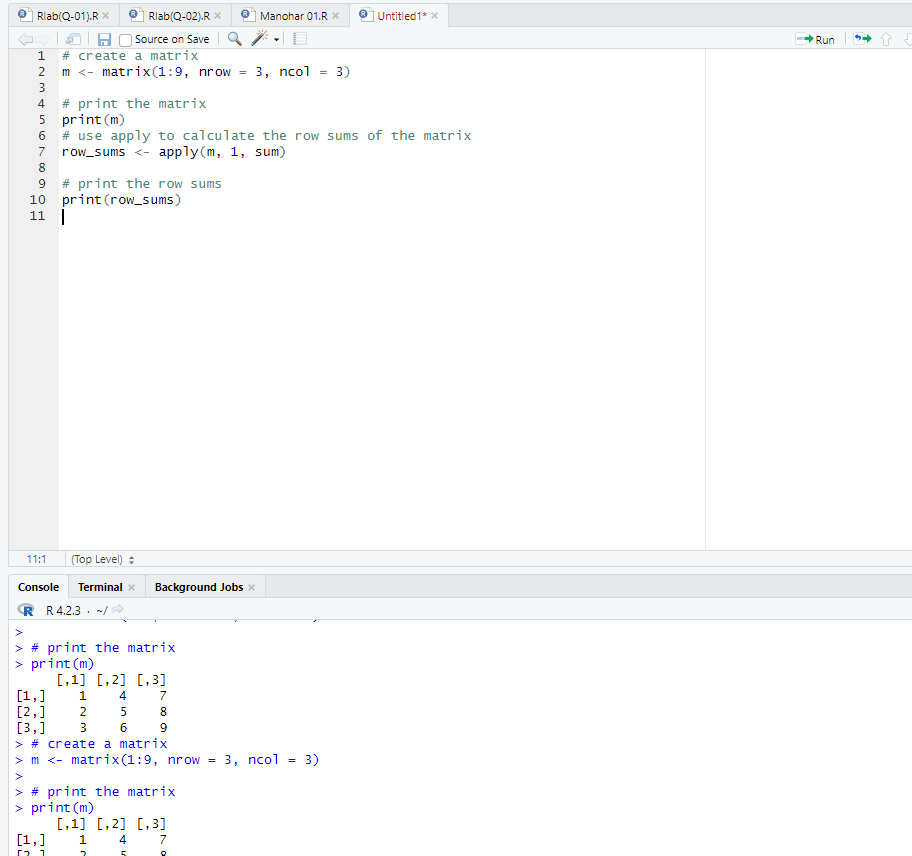 Rlab(Q-01).R × Rlab(Q-02).R × Manohar 01.R × Untitled1* ×
Source on Save Run
1 # create a matrix
2 m <- matrix(1:9, nrow = 3, ncol = 3)
3
4 # print the matrix
5 print(m)
6 # use apply to calculate the row sums of the matrix
7 row_sums <- apply(m, 1, sum)
8
9 # print the row sums
10 print(row_sums)
11
11:1 (Top Level)
Console Terminal × Background Jobs ×
R R 4.2.3 · ~/
>
> # print the matrix
> print(m)
[,1] [,2] [,3]
[1,] 1 4 7
[2,] 2 5 8
[3,] 3 6 9
> # create a matrix
> m <- matrix(1:9, nrow = 3, ncol = 3)
>
> # print the matrix
> print(m)
[,1] [,2] [,3]
[1,] 1 4 7
[2,] 2 5 8